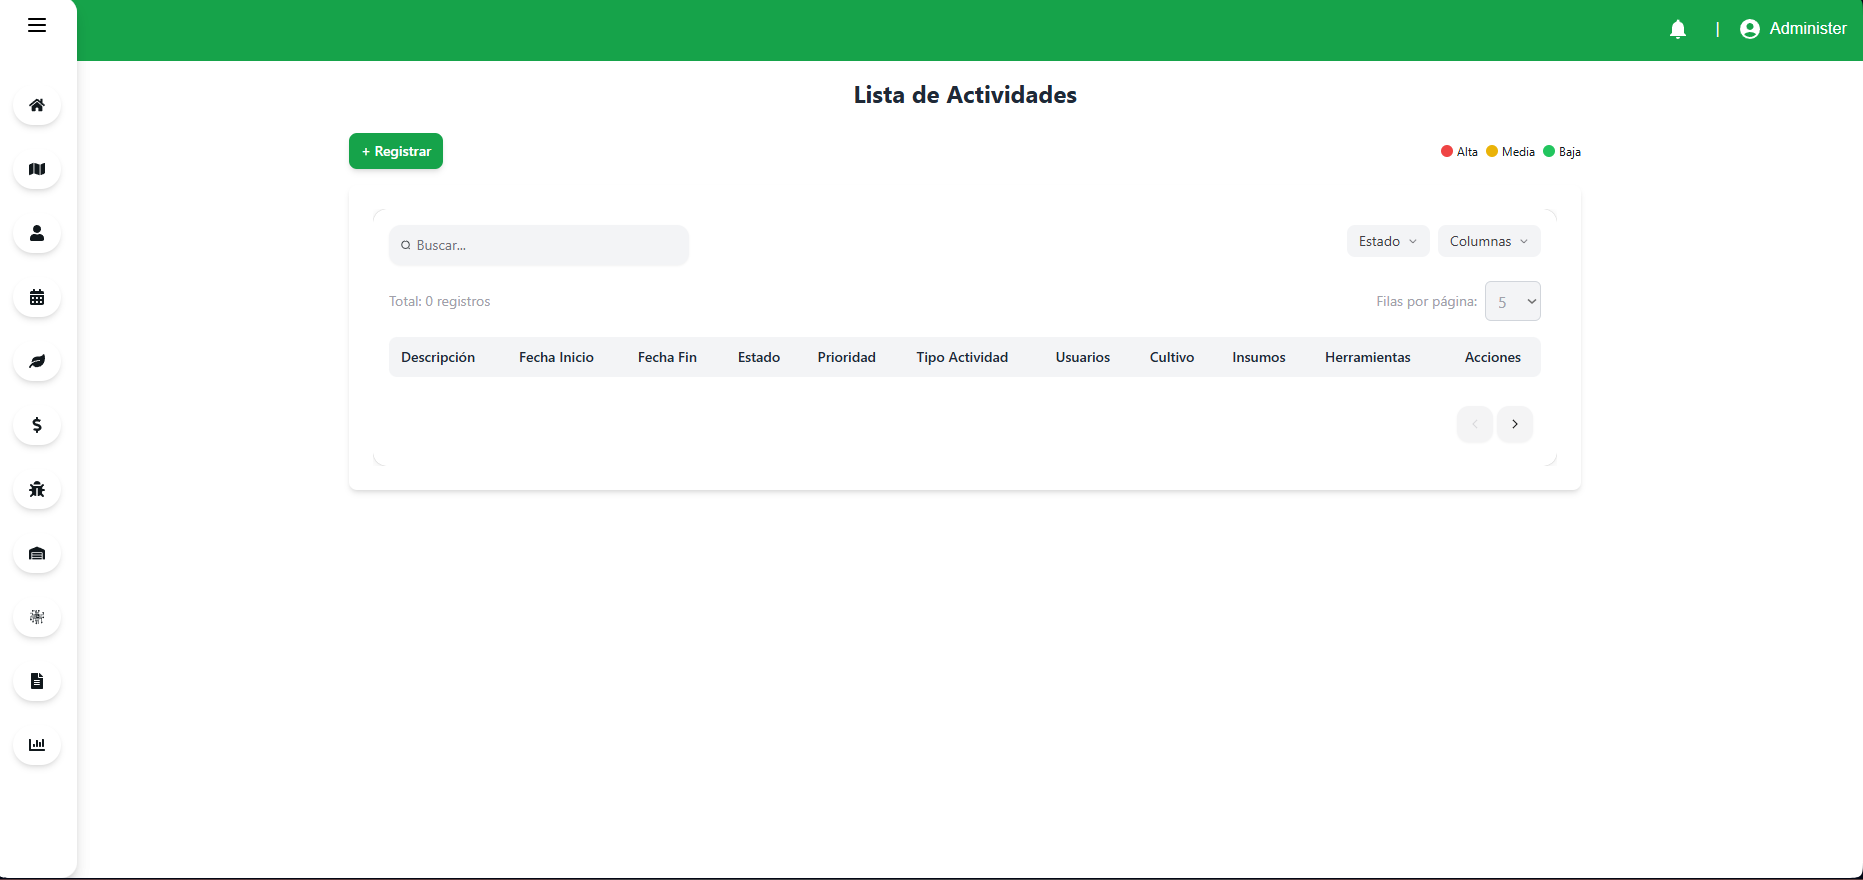 | Administer
Lista de Actividades
+ Registrar
Alta Media Baja
Buscar...
Estado Columnas
Total: 0 registros
Filas por página: 5
Descripción Fecha Inicio Fecha Fin Estado Prioridad Tipo Actividad Usuarios Cultivo Insumos Herramientas Acciones